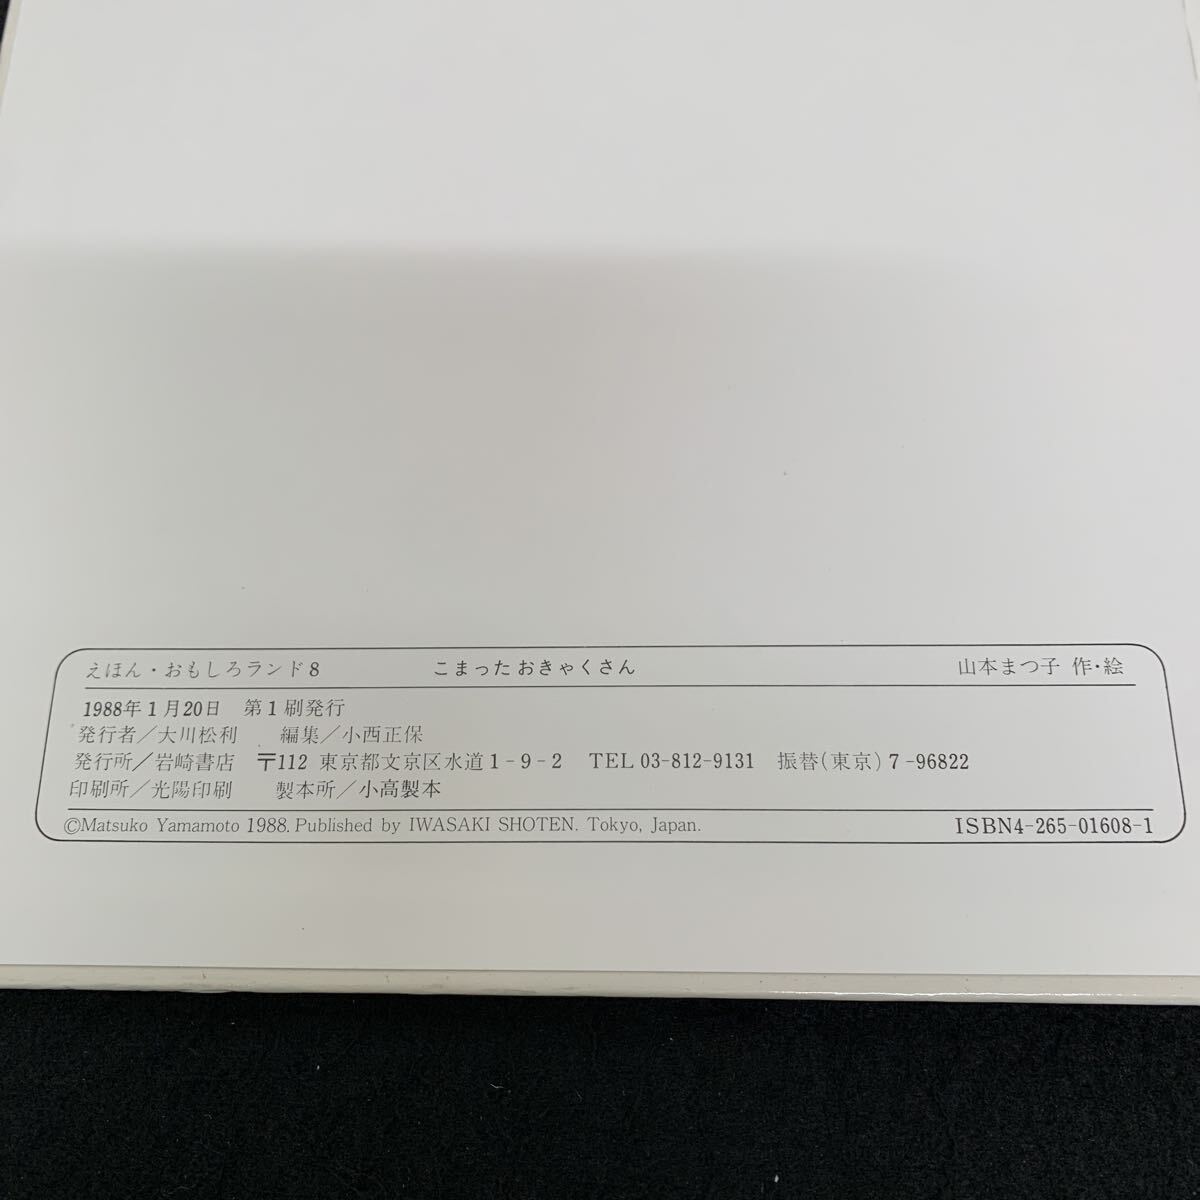 えほん・おもしろランド8 こまった おきゃくさん 山本まつ子 作・絵
1988年1月20日 第1刷発行
発行者／大川松利 編集／小西正保
発行所／岩崎書店 〒112 東京都文京区水道1-9-2 TEL 03-812-9131 振替(東京)7-96822
印刷所／光陽印刷 製本所／小高製本
©Matsuko Yamamoto 1988. Published by IWASAKI SHOTEN. Tokyo, Japan. ISBN4-265-01608-1